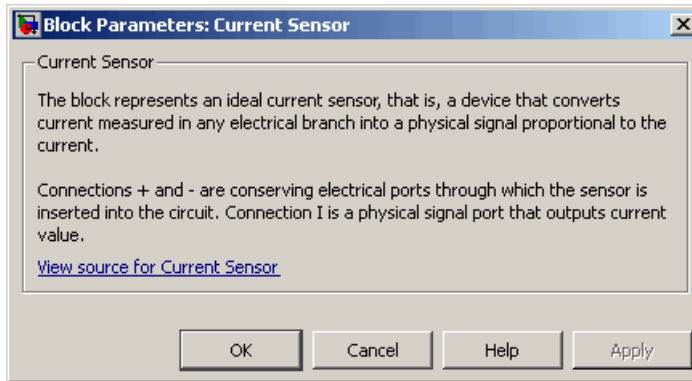 Block Parameters: Current Sensor
Current Sensor
The block represents an ideal current sensor, that is, a device that converts
current measured in any electrical branch into a physical signal proportional to the
current.
Connections + and - are conserving electrical ports through which the sensor is
inserted into the circuit. Connection I is a physical signal port that outputs current
value.
View source for Current Sensor
OK Cancel Help Apply